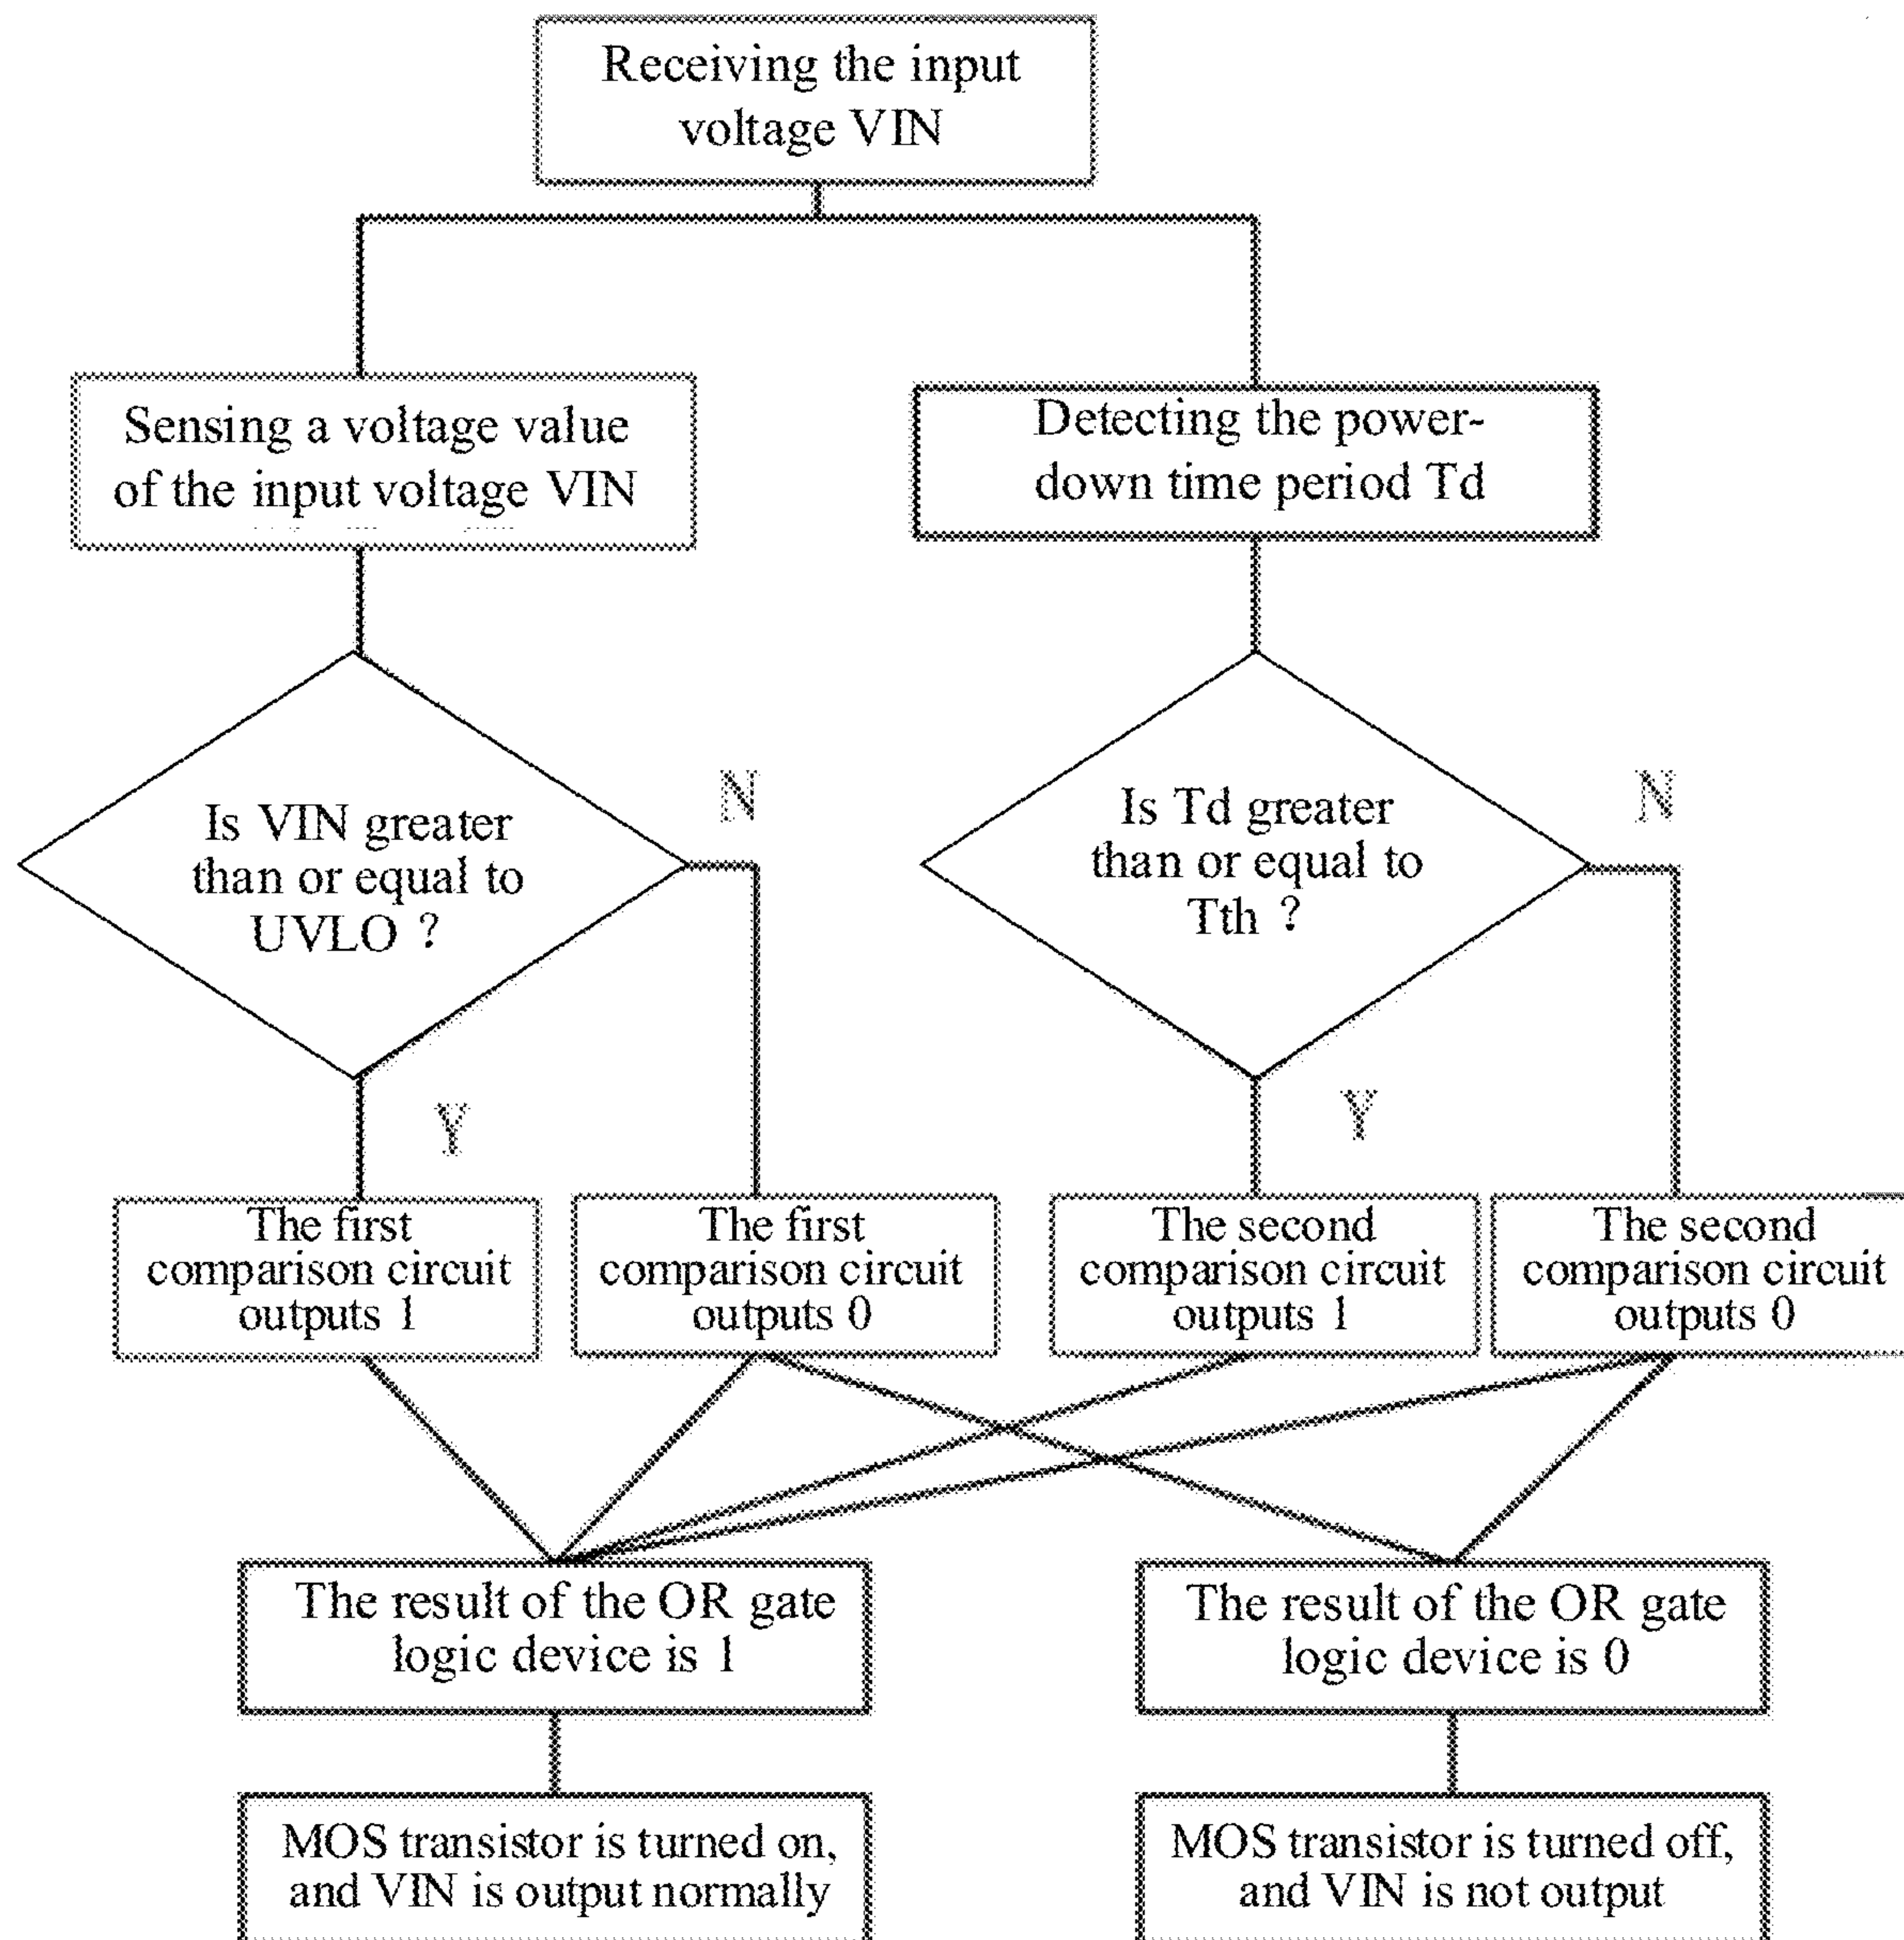 Receiving the input
voltage VIN
Sensing a voltage value
of the input voltage VIN
Detecting the power-
down time period Td
Is VIN greater
than or equal to
UVLO ?
N
Y
Is Td greater
than or equal to
Tth ?
N
Y
The first
comparison circuit
outputs 1
The first
comparison circuit
outputs 0
The second
comparison circuit
outputs 1
The second
comparison circuit
outputs 0
The result of the OR gate
logic device is 1
The result of the OR gate
logic device is 0
MOS transistor is turned on,
and VIN is output normally
MOS transistor is turned off,
and VIN is not output